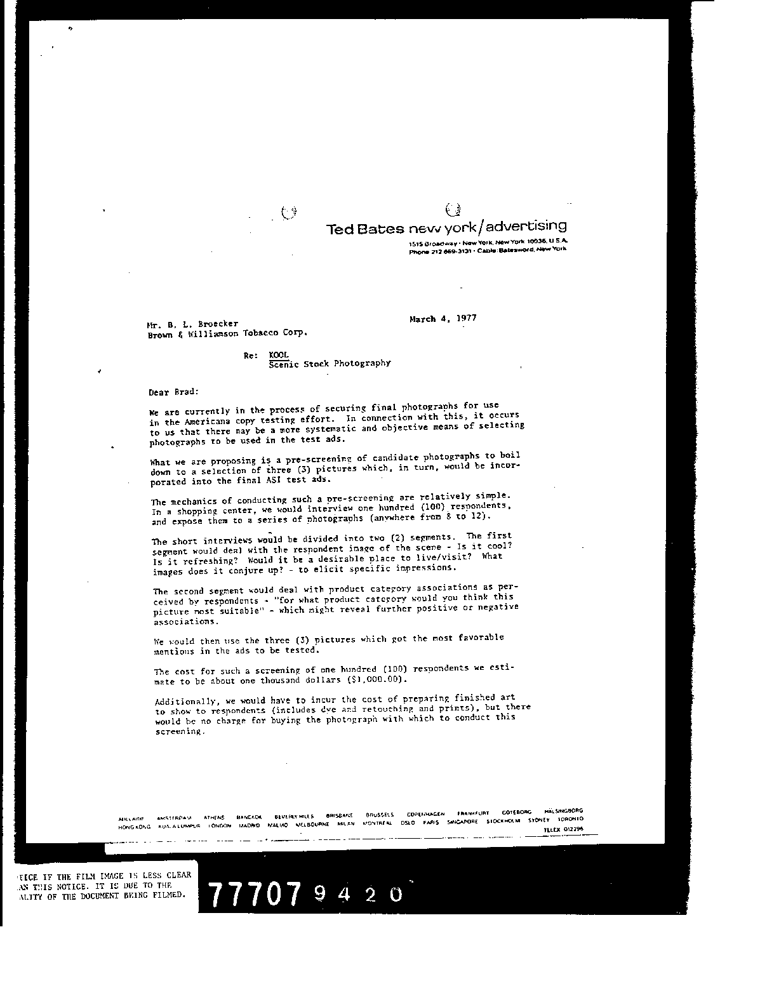 Ted Bates new york/advertising
1515 Broadway · New York, New York 10036, U.S.A.
Phone 212 869-3131 · Cable: Batesword, New York
March 4, 1977
Mr. B. L. Broecker
Brown & Williamson Tobacco Corp.
Re: KOOL
Scenic Stock Photography
Dear Brad:
We are currently in the process of securing final photographs for use
in the Americana copy testing effort. In connection with this, it occurs
to us that there may be a more systematic and objective means of selecting
photographs to be used in the test ads.
What we are proposing is a pre-screening of candidate photographs to boil
down to a selection of three (3) pictures which, in turn, would be incor-
porated into the final ASI test ads.
The mechanics of conducting such a pre-screening are relatively simple.
In a shopping center, we would interview one hundred (100) respondents,
and expose them to a series of photographs (anywhere from 8 to 12).
The short interviews would be divided into two (2) segments. The first
segment would deal with the respondent image of the scene - Is it cool?
Is it refreshing? Would it be a desirable place to live/visit? What
images does it conjure up? - to elicit specific impressions.
The second segment would deal with product category associations as per-
ceived by respondents - "for what product category would you think this
picture most suitable" - which might reveal further positive or negative
associations.
We would then use the three (3) pictures which got the most favorable
mentions in the ads to be tested.
The cost for such a screening of one hundred (100) respondents we esti-
mate to be about one thousand dollars ($1,000.00).
Additionally, we would have to incur the cost of preparing finished art
to show to respondents (includes dye and retouching and prints), but there
would be no charge for buying the photograph with which to conduct this
screening.
AMSTERDAM ATHENS BANGKOK BEVERLY HILLS BRISBANE BRUSSELS COPENHAGEN FRANKFURT GOTEBORG HALSINGBORG
HONG KONG KUALA LUMPUR LONDON MADRID MALMO MELBOURNE MILAN MONTREAL OSLO PARIS SINGAPORE STOCKHOLM SYDNEY TORONTO
TELEX 012296
ICE IF THE FILM IMAGE IS LESS CLEAR
AN THIS NOTICE. IT IS DUE TO THE
ALITY OF THE DOCUMENT BEING FILMED.
77707 9420